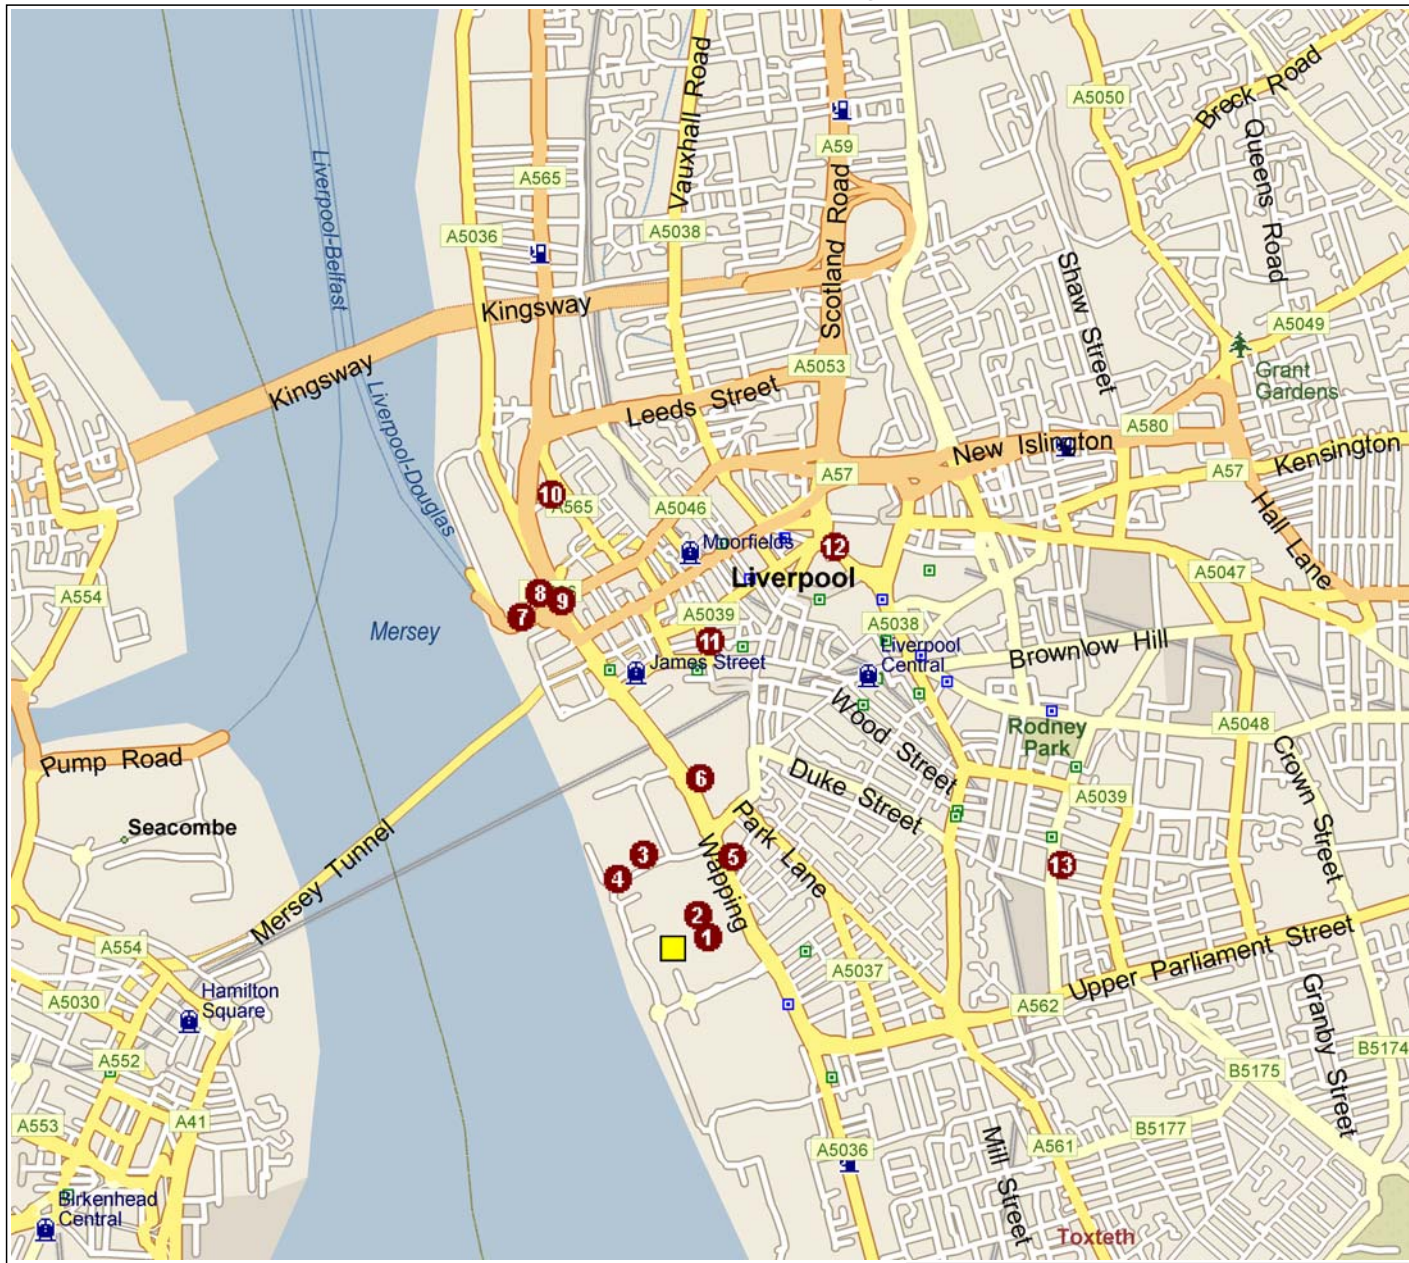 A5050
Breck Road
Queens Road
A59
Vauxhall Road
A565
Liverpool-Belfast
A5036
A5038
Scotland Road
Shaw Street
Kingsway
A5049
Kingsway
A5053
Grant
Gardens
Liverpool-Douglas
Leeds Street
A580
New Islington
Kensington
A57
A57
10
A565
A5046
Hall Lane
Moorfields
12
Liverpool
A5047
A554
8
9
7
Mersey
A5039
A5038
11
Brownlow Hill
Liverpool
Central
James Street
Wood Street
Rodney
Park
A5048
Pump Road
Crown Street
Duke Street
6
A5039
Park Lane
Seacombe
Mersey Tunnel
Wapping
3
5
13
4
2
1
A554
Upper Parliament Street
A5037
Hamilton
Square
A5030
A562
Granby Street
A552
B5174
B5175
A553
A41
B5177
A5036
A561
Mill Street
Birkenhead
Central
Toxteth